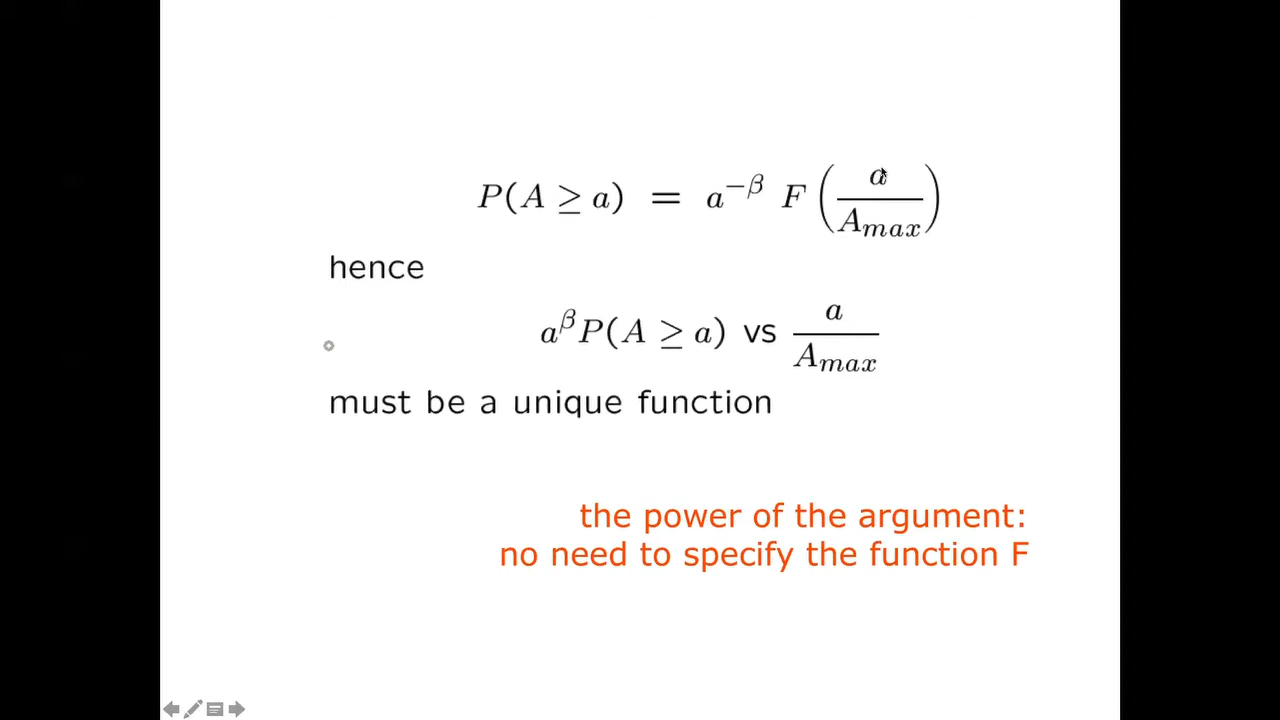 P(A ≥ a) = a^{−β} F(a/A_{max})
hence
a^{β}P(A ≥ a) vs a/A_{max}
must be a unique function
the power of the argument:
no need to specify the function F